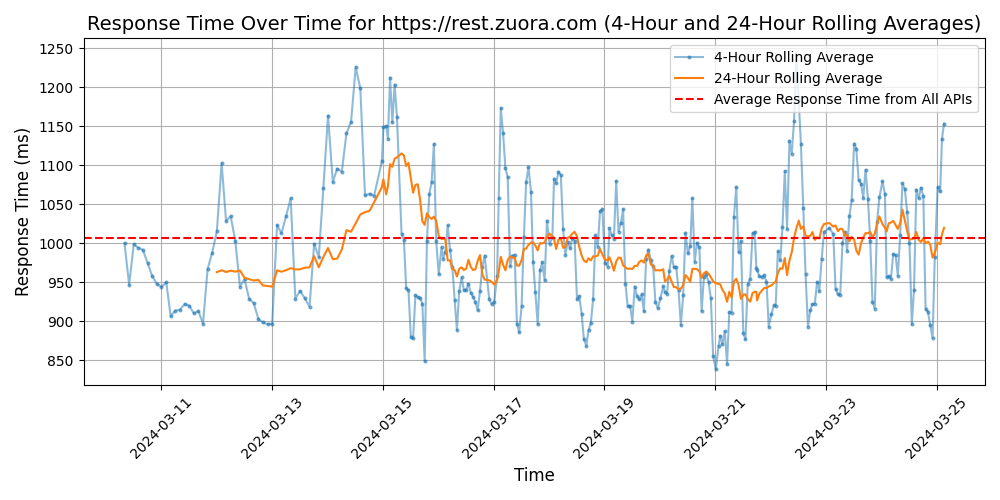 Response Time Over Time for https://rest.zuora.com (4-Hour and 24-Hour Rolling Averages)
4-Hour Rolling Average
24-Hour Rolling Average
Average Response Time from All APIs
Response Time (ms)
1250
1200
1150
1100
1050
1000
950
900
850
2024-03-11
2024-03-13
2024-03-15
2024-03-17
2024-03-19
2024-03-21
2024-03-23
2024-03-25
Time